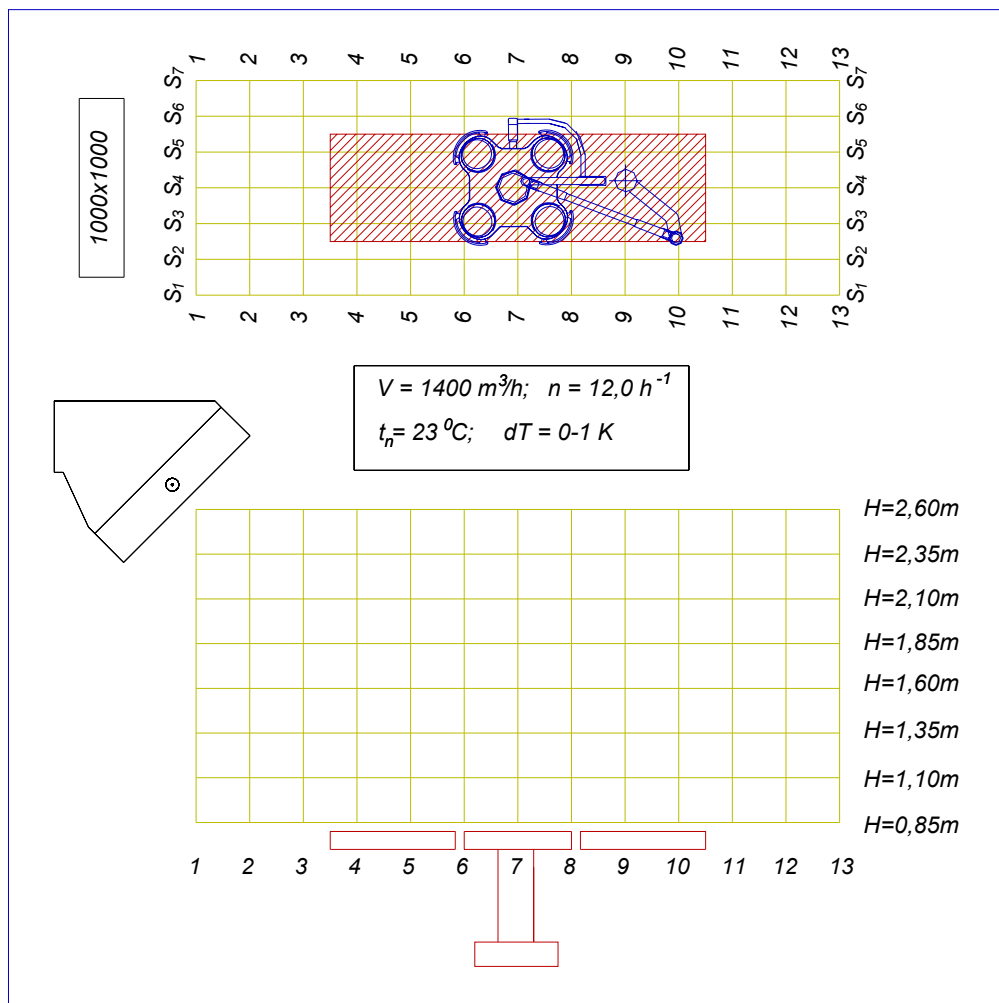 1 2 3 4 5 6 7 8 9 10 11 12 13
S7 S7
S6 S6
S5 S5
S4 S4
S3 S3
S2 S2
S1 S1
1000x1000
1 2 3 4 5 6 7 8 9 10 11 12 13
V = 1400 m³/h; n = 12,0 h⁻¹
tn= 23 ⁰C; dT = 0-1 K
H=2,60m
H=2,35m
H=2,10m
H=1,85m
H=1,60m
H=1,35m
H=1,10m
H=0,85m
1 2 3 4 5 6 7 8 9 10 11 12 13